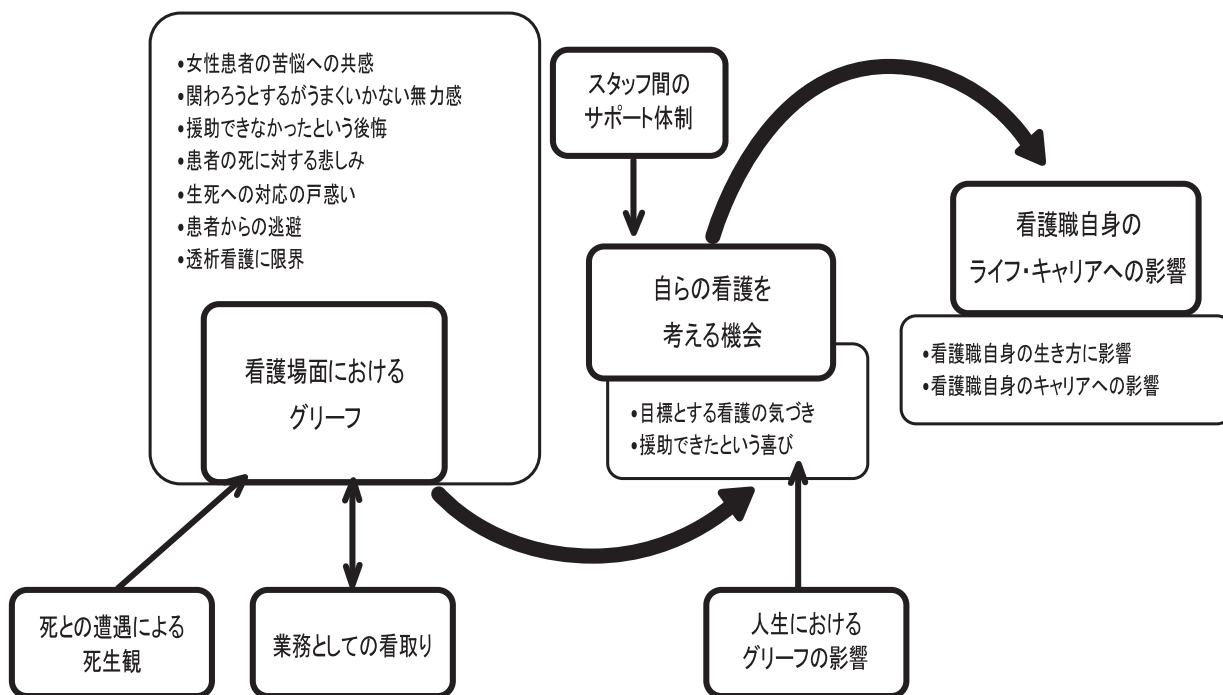 •女性患者の苦悩への共感
•関わろうとするがうまくいかない無力感
•援助できなかったという後悔
•患者の死に対する悲しみ
•生死への対応の戸惑い
•患者からの逃避
•透析看護に限界
看護場面における
グリーフ
スタッフ間の
サポート体制
自らの看護を
考える機会
•目標とする看護の気づき
•援助できたという喜び
看護職自身の
ライフ・キャリアへの影響
•看護職自身の生き方に影響
•看護職自身のキャリアへの影響
死との遭遇による
死生観
業務としての看取り
人生における
グリーフの影響